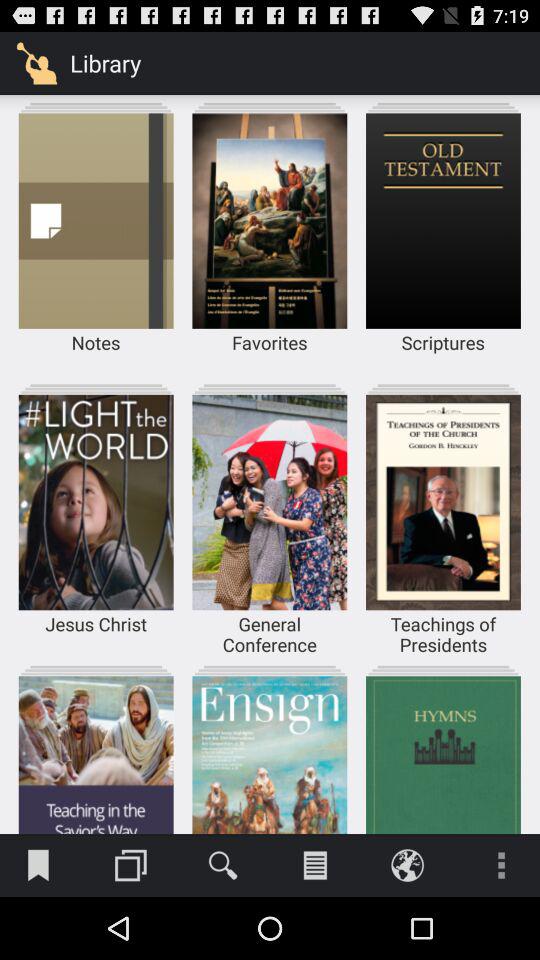 7:19
Library
OLD
TESTAMENT
Notes
Favorites
Scriptures
#LIGHT the
WORLD
TEACHINGS OF PRESIDENTS
OF THE CHURCH
GORDON B. HINCKLEY
Jesus Christ
General
Conference
Teachings of
Presidents
Teaching in the
Savior's Way
Ensign
HYMNS